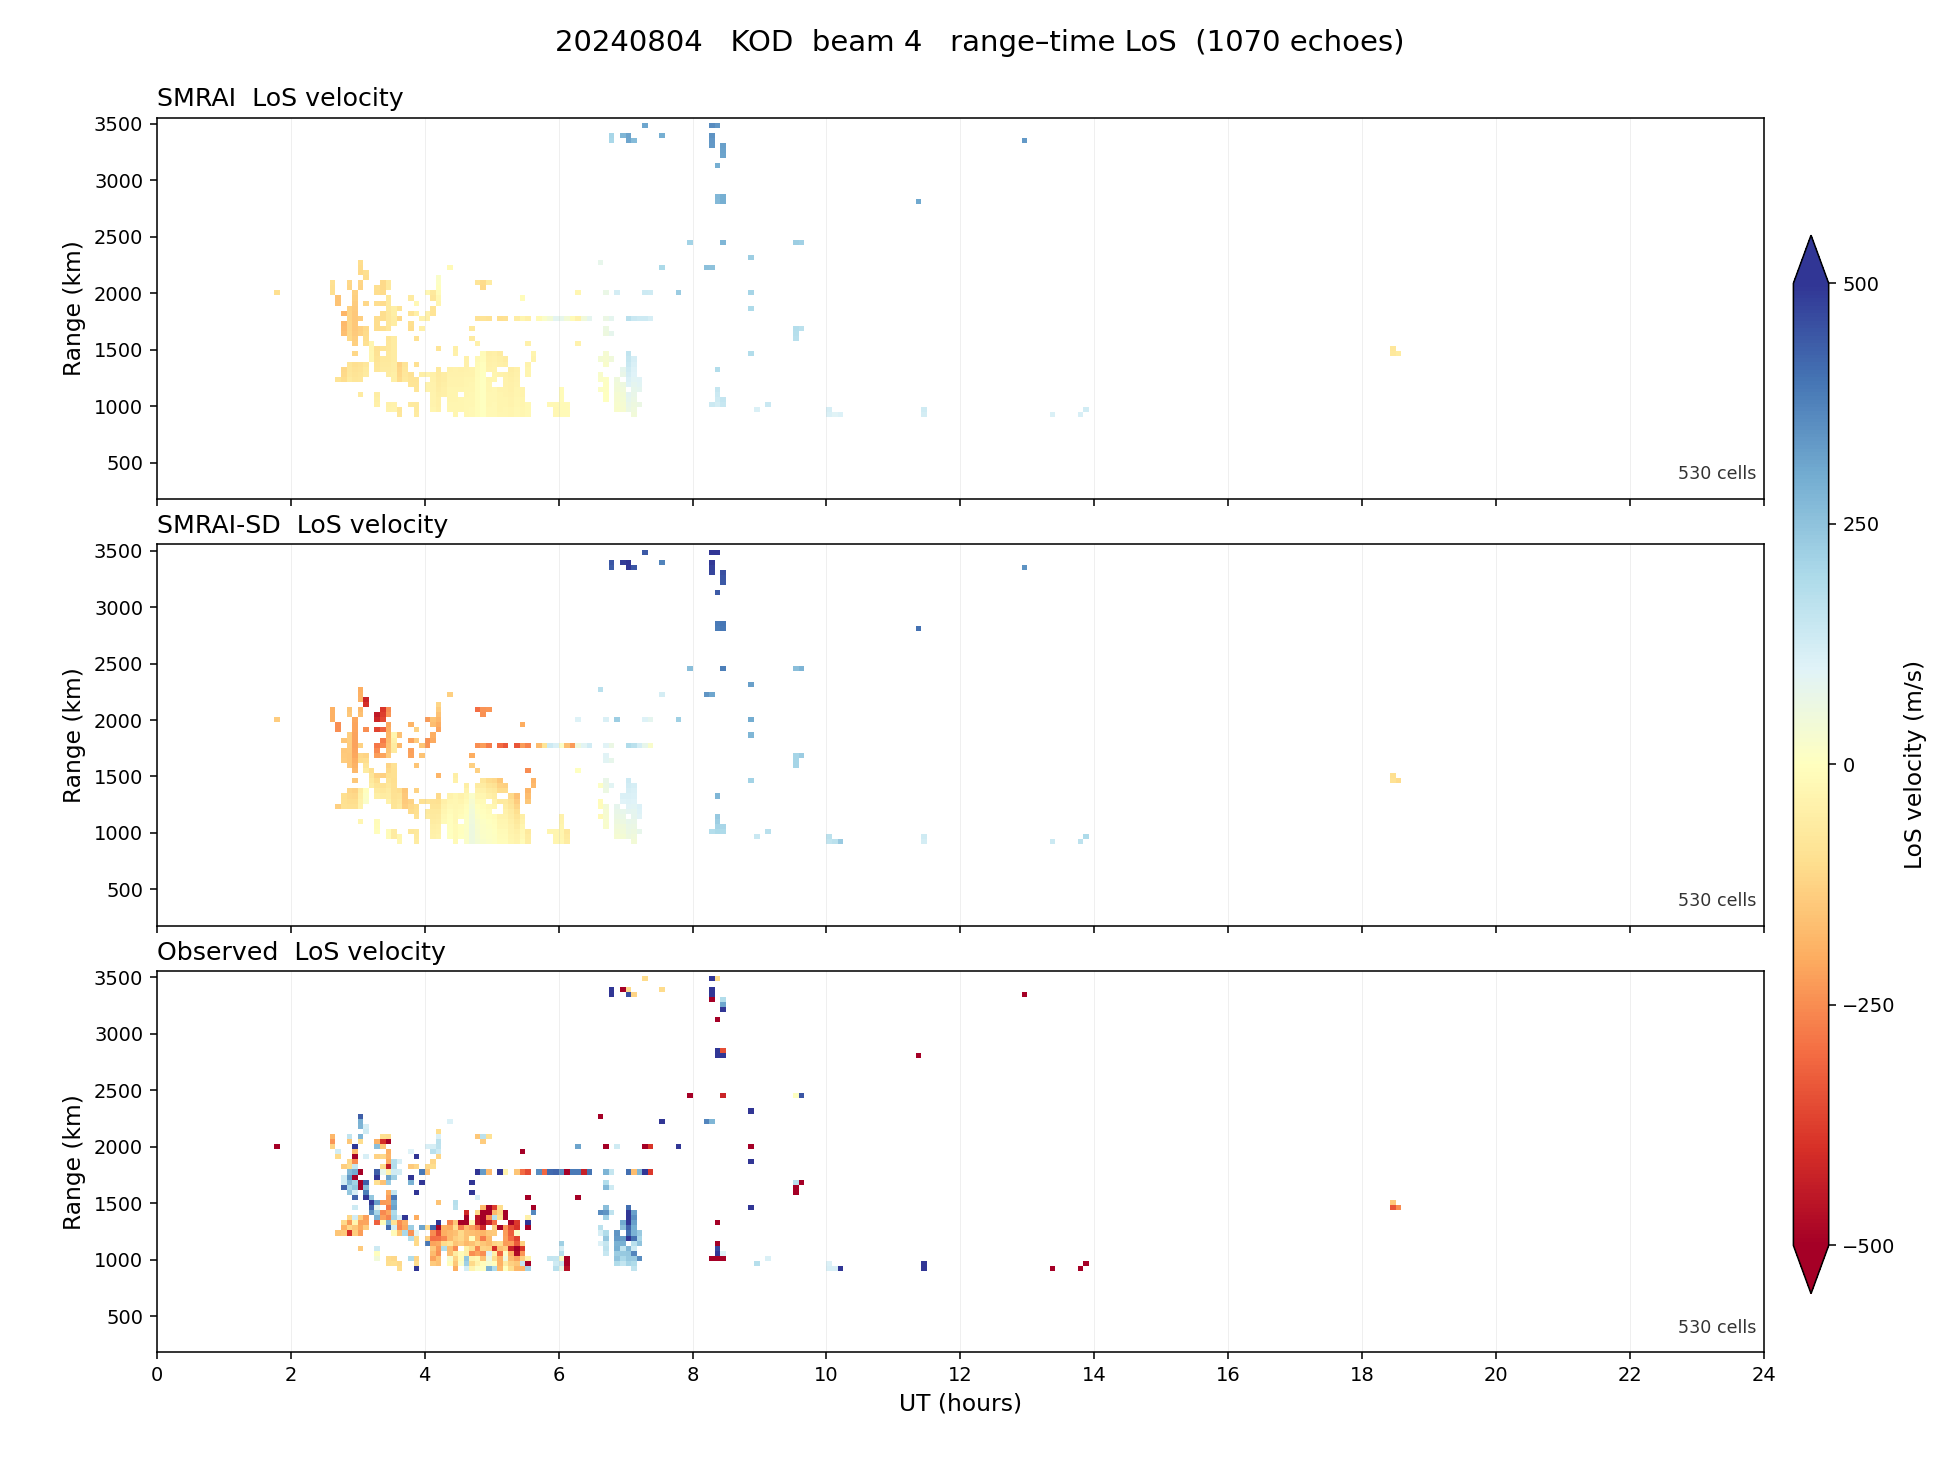 20240804   KOD  beam 4   range–time LoS  (1070 echoes)
SMRAI  LoS velocity
3500
3000
2500
2000
1500
1000
500
Range (km)
530 cells
SMRAI-SD  LoS velocity
3500
3000
2500
2000
1500
1000
500
Range (km)
530 cells
Observed  LoS velocity
3500
3000
2500
2000
1500
1000
500
Range (km)
530 cells
0 2 4 6 8 10 12 14 16 18 20 22 24
UT (hours)
500
250
0
−250
−500
LoS velocity (m/s)